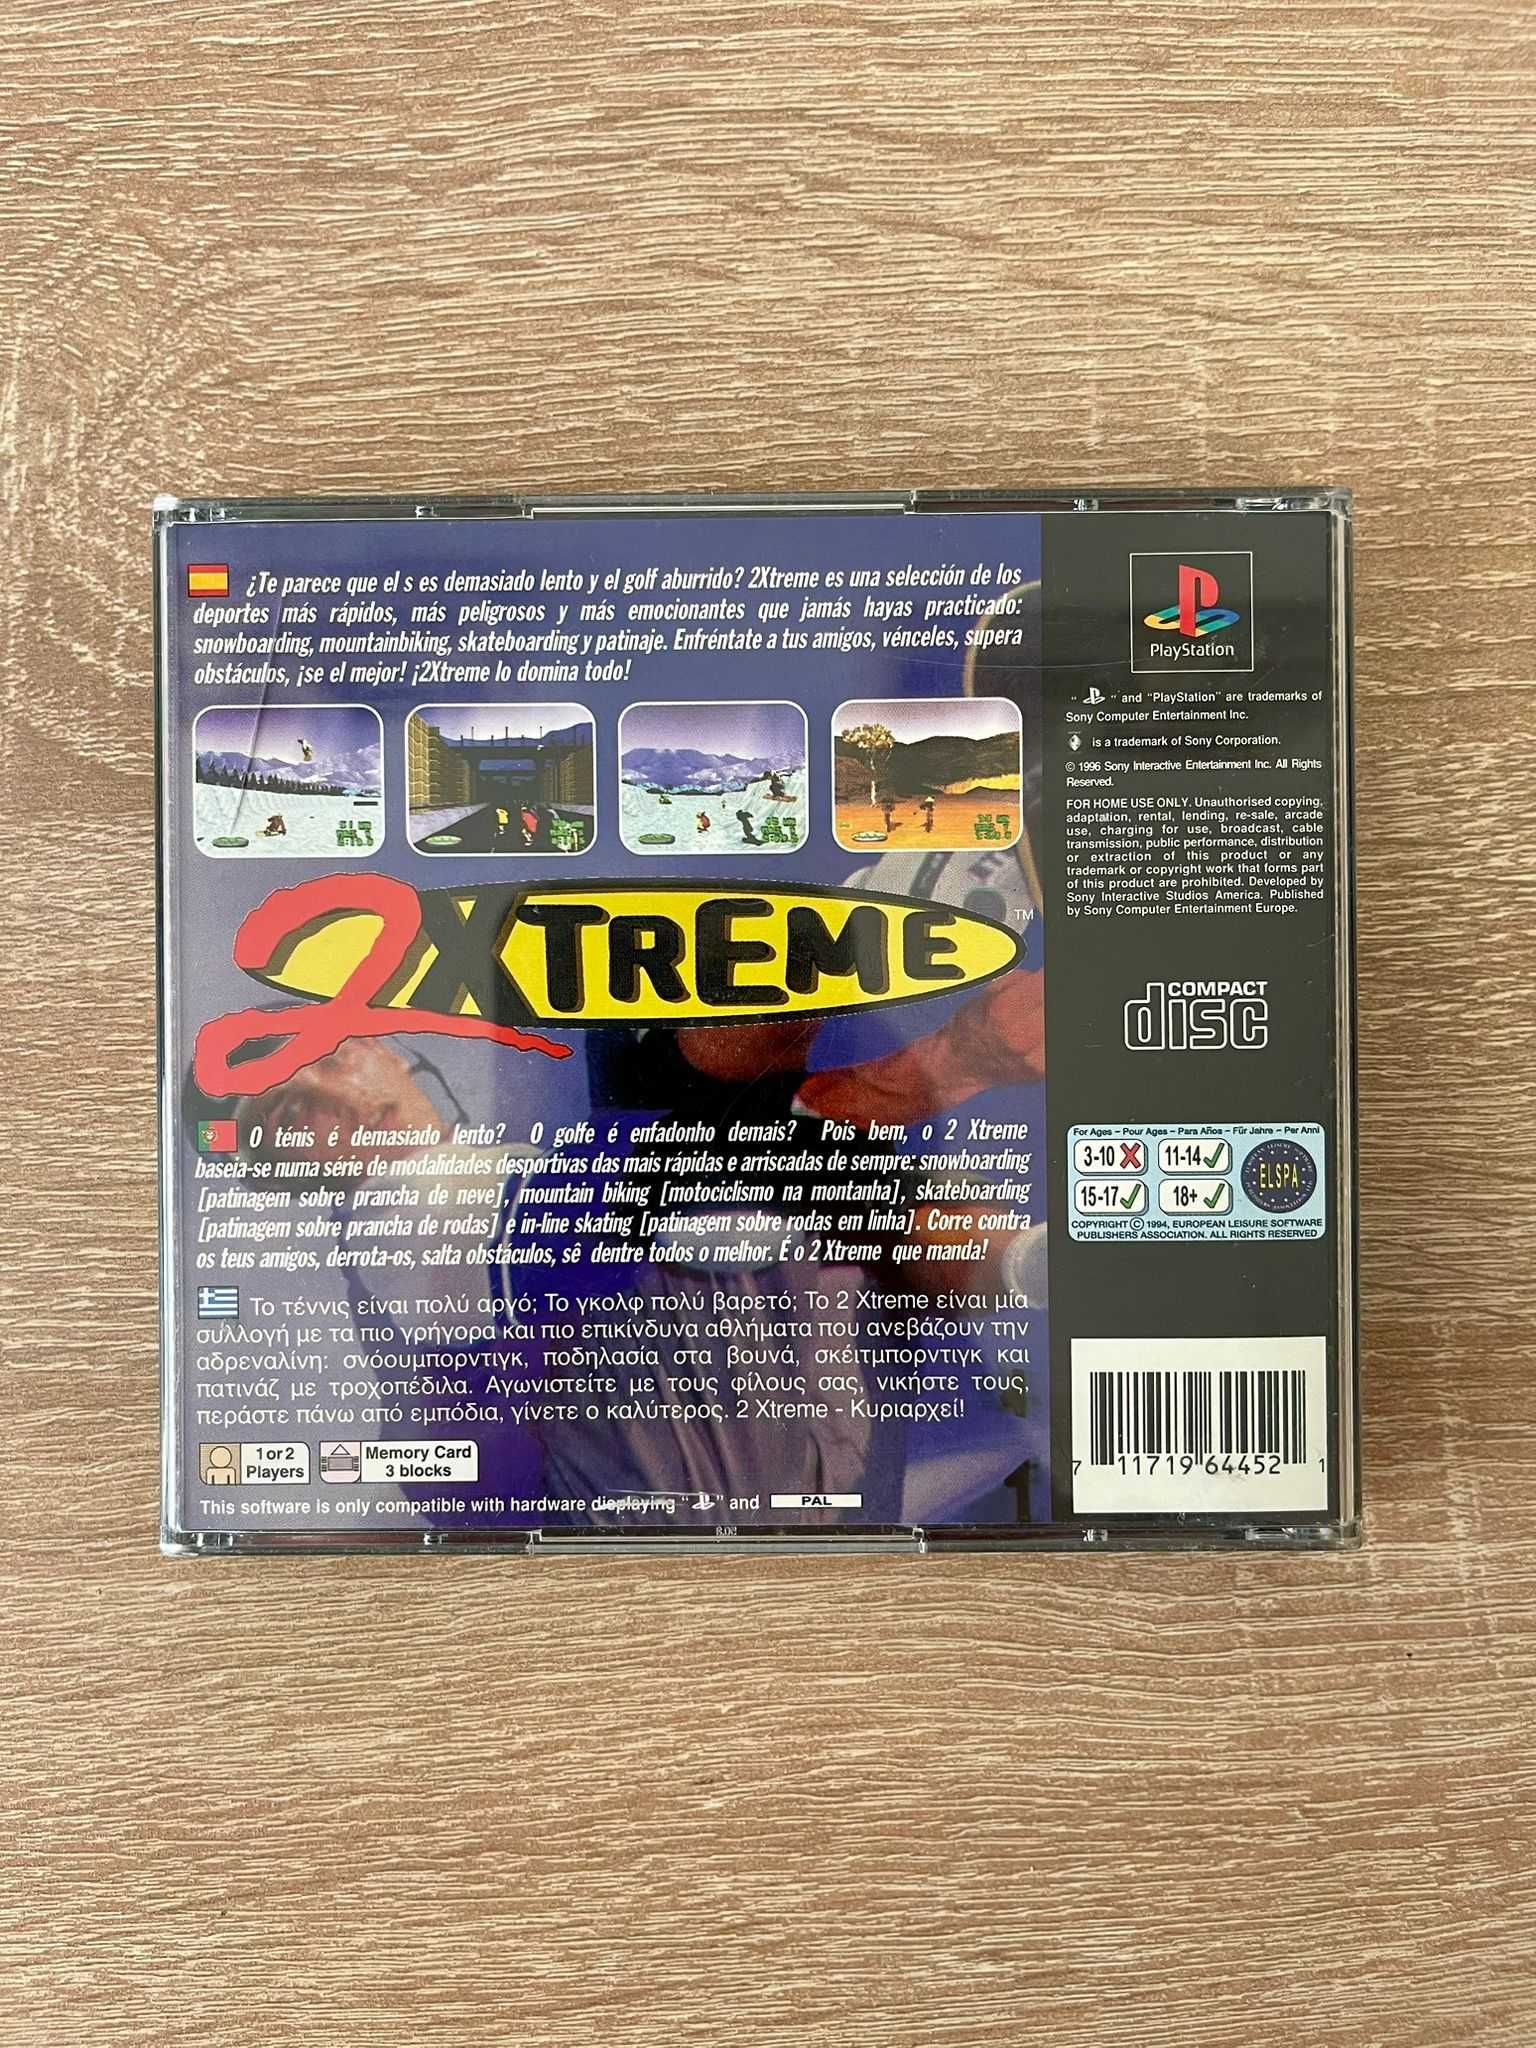 ¿Te parece que el s es demasiado lento y el golf aburrido? 2Xtreme es una selección de los
deportes más rápidos, más peligrosos y más emocionantes que jamás hayas practicado:
snowboarding, mountainbiking, skateboarding y patinaje. Enfréntate a tus amigos, vénceles, supera
obstáculos, ¡se el mejor! ¡2Xtreme lo domina todo!
2XTREME™
O ténis é demasiado lento? O golfe é enfadonho demais? Pois bem, o 2 Xtreme
baseia-se numa série de modalidades desportivas das mais rápidas e arriscadas de sempre: snowboarding
[patinagem sobre prancha de neve], mountain biking [motociclismo na montanha], skateboarding
[patinagem sobre prancha de rodas] e in-line skating [patinagem sobre rodas em linha]. Corre contra
os teus amigos, derrota-os, salta obstáculos, sê dentre todos o melhor. É o 2 Xtreme que manda!
Το τέννις είναι πολύ αργό; Το γκολφ πολύ βαρετό; Το 2 Xtreme είναι μία
συλλογή με τα πιο γρήγορα και πιο επικίνδυνα αθλήματα που ανεβάζουν την
αδρεναλίνη: σνόουμπορντιγκ, ποδηλασία στα βουνά, σκέιτμπορντιγκ και
πατινάζ με τροχοπέδιλα. Αγωνιστείτε με τους φίλους σας, νικήστε τους,
περάστε πάνω από εμπόδια, γίνετε ο καλύτερος. 2 Xtreme - Κυριαρχεί!
1 or 2
Players
Memory Card
3 blocks
This software is only compatible with hardware displaying " " and PAL
PlayStation
" " and "PlayStation" are trademarks of
Sony Computer Entertainment Inc.
is a trademark of Sony Corporation.
© 1996 Sony Interactive Entertainment Inc. All Rights
Reserved.
FOR HOME USE ONLY. Unauthorised copying,
adaptation, rental, lending, re-sale, arcade
use, charging for use, broadcast, cable
transmission, public performance, distribution
or extraction of this product or any
trademark or copyright work that forms part
of this product are prohibited. Developed by
Sony Interactive Studios America. Published
by Sony Computer Entertainment Europe.
COMPACT
disc
For Ages - Pour Ages - Para Años - Für Jahre - Per Anni
3-10 11-14
15-17 18+
ELSPA
COPYRIGHT © 1994, EUROPEAN LEISURE SOFTWARE
PUBLISHERS ASSOCIATION. ALL RIGHTS RESERVED
7 11719 64452 1